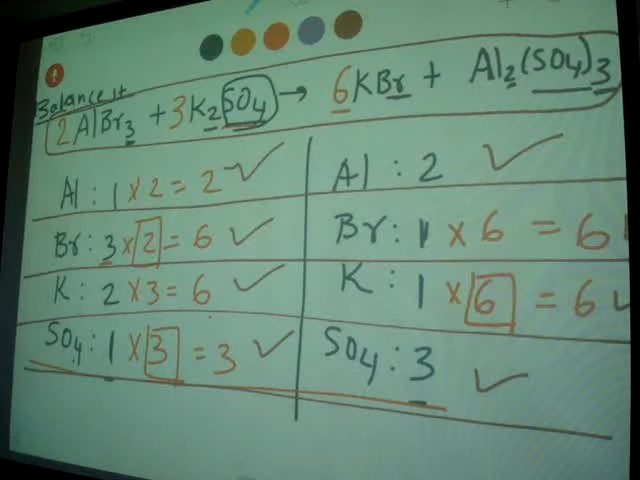 Balance it
2AlBr3 + 3K2SO4 → 6KBr + Al2(SO4)3
Al : 1 x 2 = 2 ✓ Al : 2 ✓
Br : 3 x 2 = 6 ✓ Br : 1 x 6 = 6
K : 2 x 3 = 6 ✓ K : 1 x 6 = 6 ✓
SO4 : 1 x 3 = 3 ✓ SO4 : 3 ✓